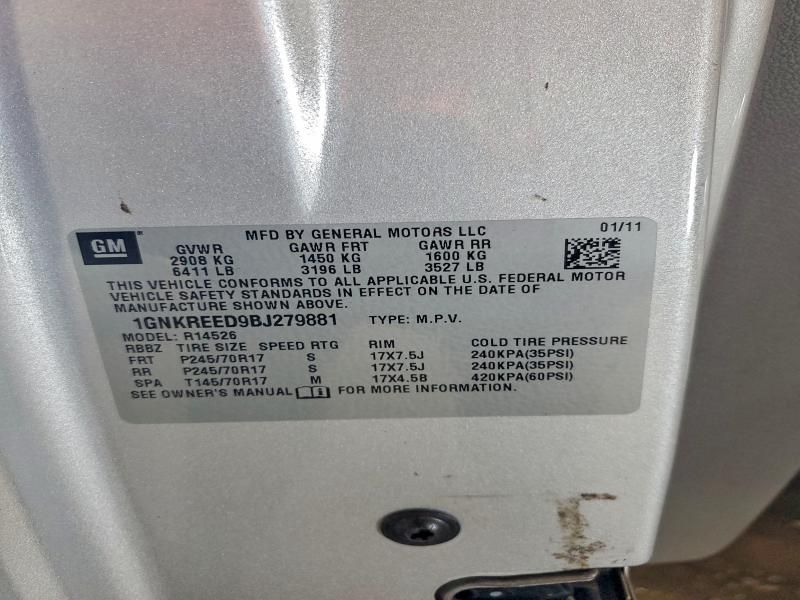 GM
MFD BY GENERAL MOTORS LLC 01/11
GVWR GAWR FRT GAWR RR
2908 KG 1450 KG 1600 KG
6411 LB 3196 LB 3527 LB
THIS VEHICLE CONFORMS TO ALL APPLICABLE U.S. FEDERAL MOTOR
VEHICLE SAFETY STANDARDS IN EFFECT ON THE DATE OF
MANUFACTURE SHOWN ABOVE.
1GNKREED9BJ279881 TYPE: M.P.V.
MODEL: R14526
RBBZ TIRE SIZE SPEED RTG RIM COLD TIRE PRESSURE
FRT P245/70R17 S 17X7.5J 240KPA(35PSI)
RR P245/70R17 S 17X7.5J 240KPA(35PSI)
SPA T145/70R17 M 17X4.5B 420KPA(60PSI)
SEE OWNER'S MANUAL FOR MORE INFORMATION.